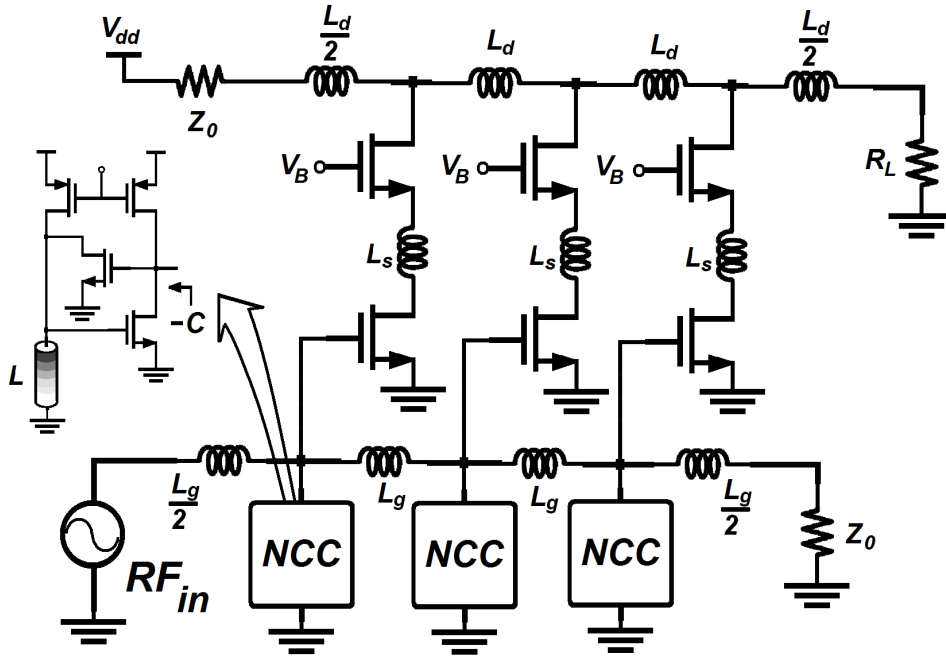 V_dd
L_d/2
L_d
L_d
L_d/2
Z_0
V_B
V_B
V_B
R_L
L_s
L_s
L_s
-C
L
L_g/2
L_g
L_g
L_g/2
NCC
NCC
NCC
Z_0
RF_in